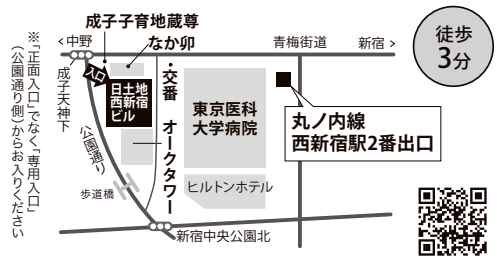 成子子育地蔵尊
<中野
なか卯
青梅街道
新宿>
徒歩
3分
入口
・交番
日土地
西新宿
ビル
成子天神下
東京医科
大学病院
丸ノ内線
西新宿駅2番出口
公園通り
オークタワー
歩道橋
ヒルトンホテル
新宿中央公園北
※「正面入口」でなく「専用入口」
(公園通り側)からお入りください